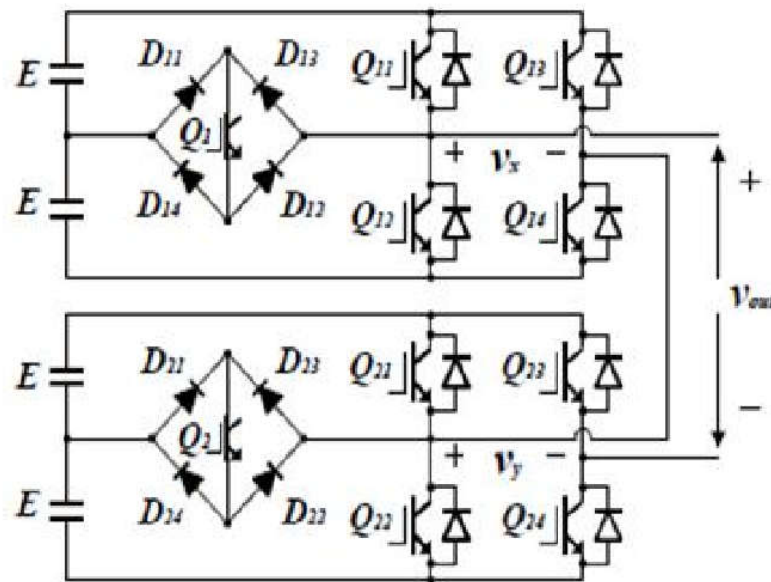 D11 D13 Q11 Q13
E
Q1
+ vx −
E D14 D12 Q12 Q14 +
vout
D21 D23 Q21 Q23
E
Q2 −
+ vy −
E D24 D22 Q22 Q24